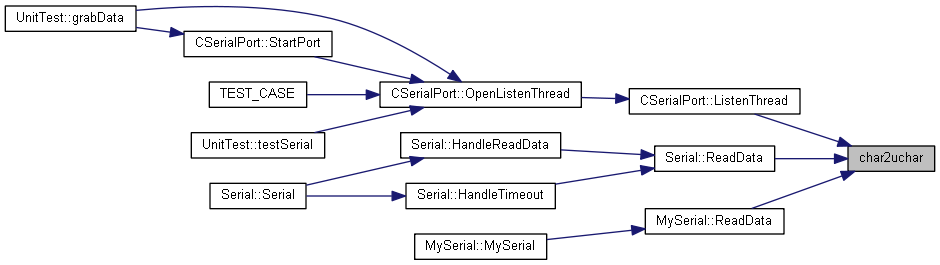 UnitTest::grabData
CSerialPort::StartPort
TEST_CASE
CSerialPort::OpenListenThread
CSerialPort::ListenThread
UnitTest::testSerial
Serial::HandleReadData
Serial::ReadData
char2uchar
Serial::Serial
Serial::HandleTimeout
MySerial::ReadData
MySerial::MySerial